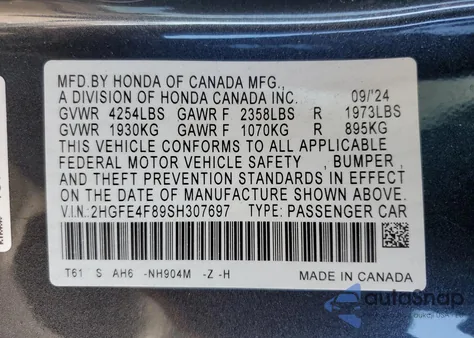 MFD.BY HONDA OF CANADA MFG.,
A DIVISION OF HONDA CANADA INC. 09/'24
GVWR 4254LBS GAWR F 2358LBS R 1973LBS
GVWR 1930KG GAWR F 1070KG R 895KG
THIS VEHICLE CONFORMS TO ALL APPLICABLE
FEDERAL MOTOR VEHICLE SAFETY , BUMPER ,
AND THEFT PREVENTION STANDARDS IN EFFECT
ON THE DATE OF MANUFACTURE SHOWN ABOVE.
V.I.N.: 2HGFE4F89SH307697 TYPE: PASSENGER CAR
T61 S AH6 -NH904M -Z -H
MADE IN CANADA
autoSnap